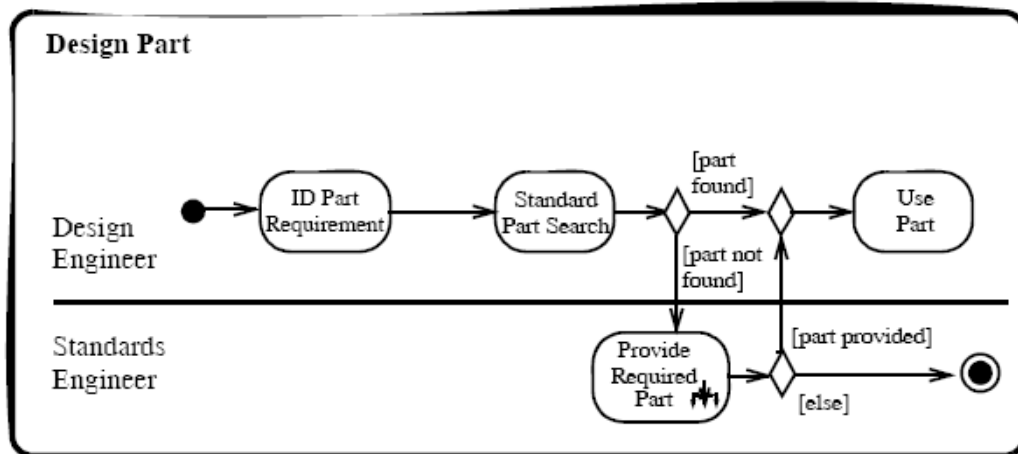 Design Part
[part
found]
ID Part
Requirement
Standard
Part Search
Use
Part
Design
Engineer
[part not
found]
Standards
Engineer
Provide
Required
Part
[part provided]
[else]